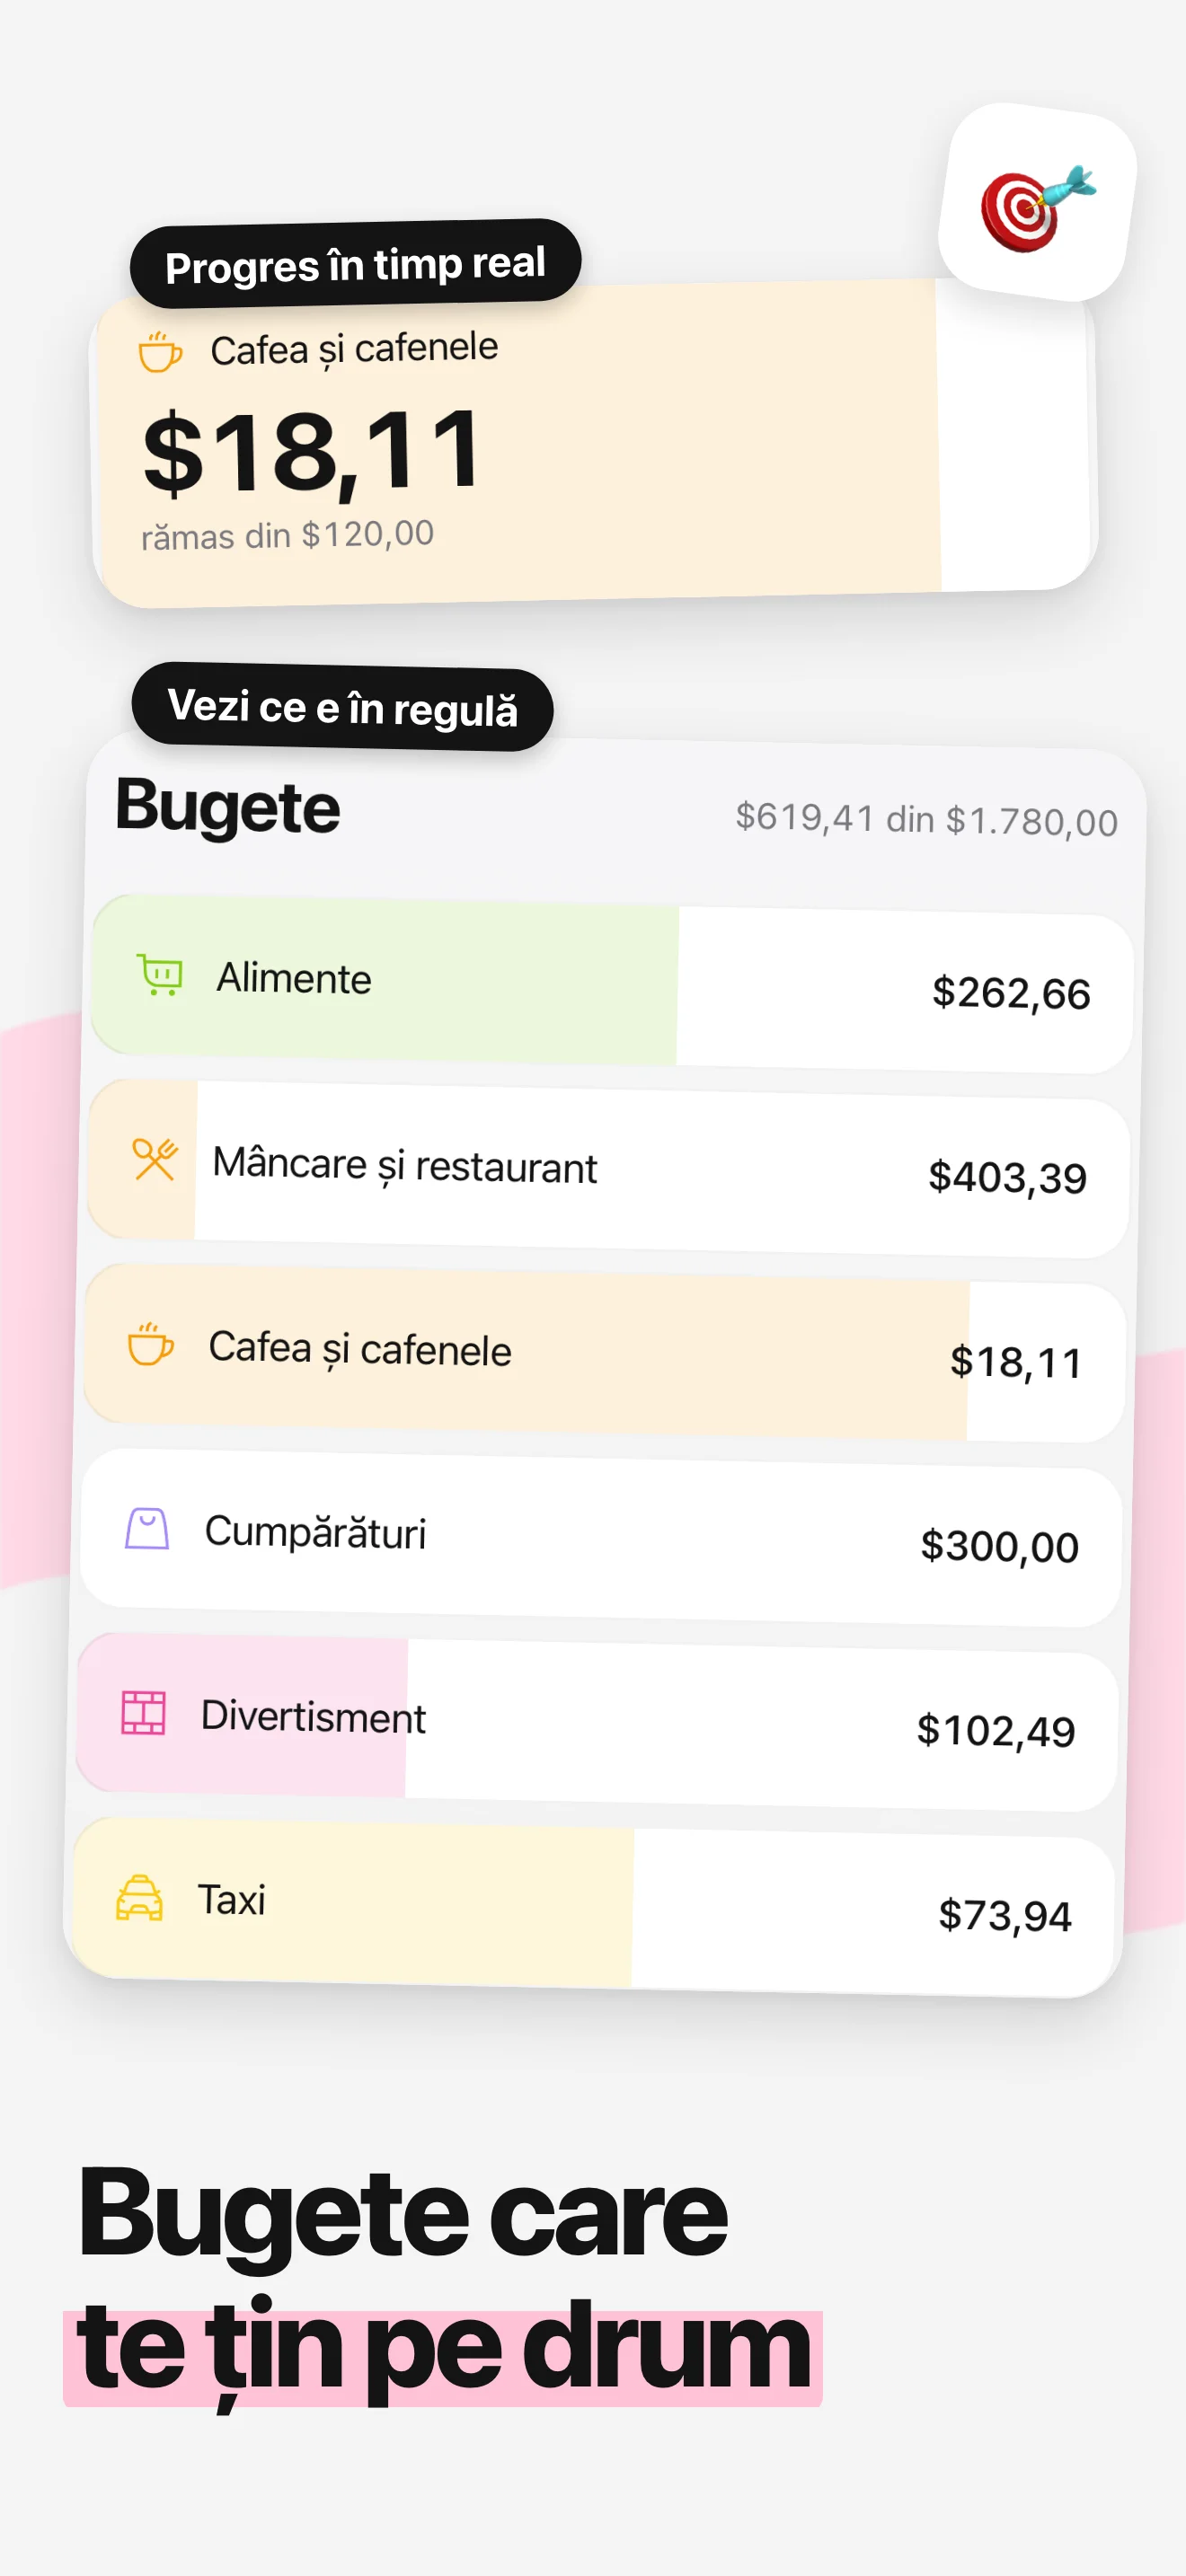 Progres în timp real
Cafea și cafenele
$18,11
rămas din $120,00
Vezi ce e în regulă
Bugete
$619,41 din $1.780,00
Alimente
$262,66
Mâncare și restaurant
$403,39
Cafea și cafenele
$18,11
Cumpărături
$300,00
Divertisment
$102,49
Taxi
$73,94
Bugete care
te țin pe drum